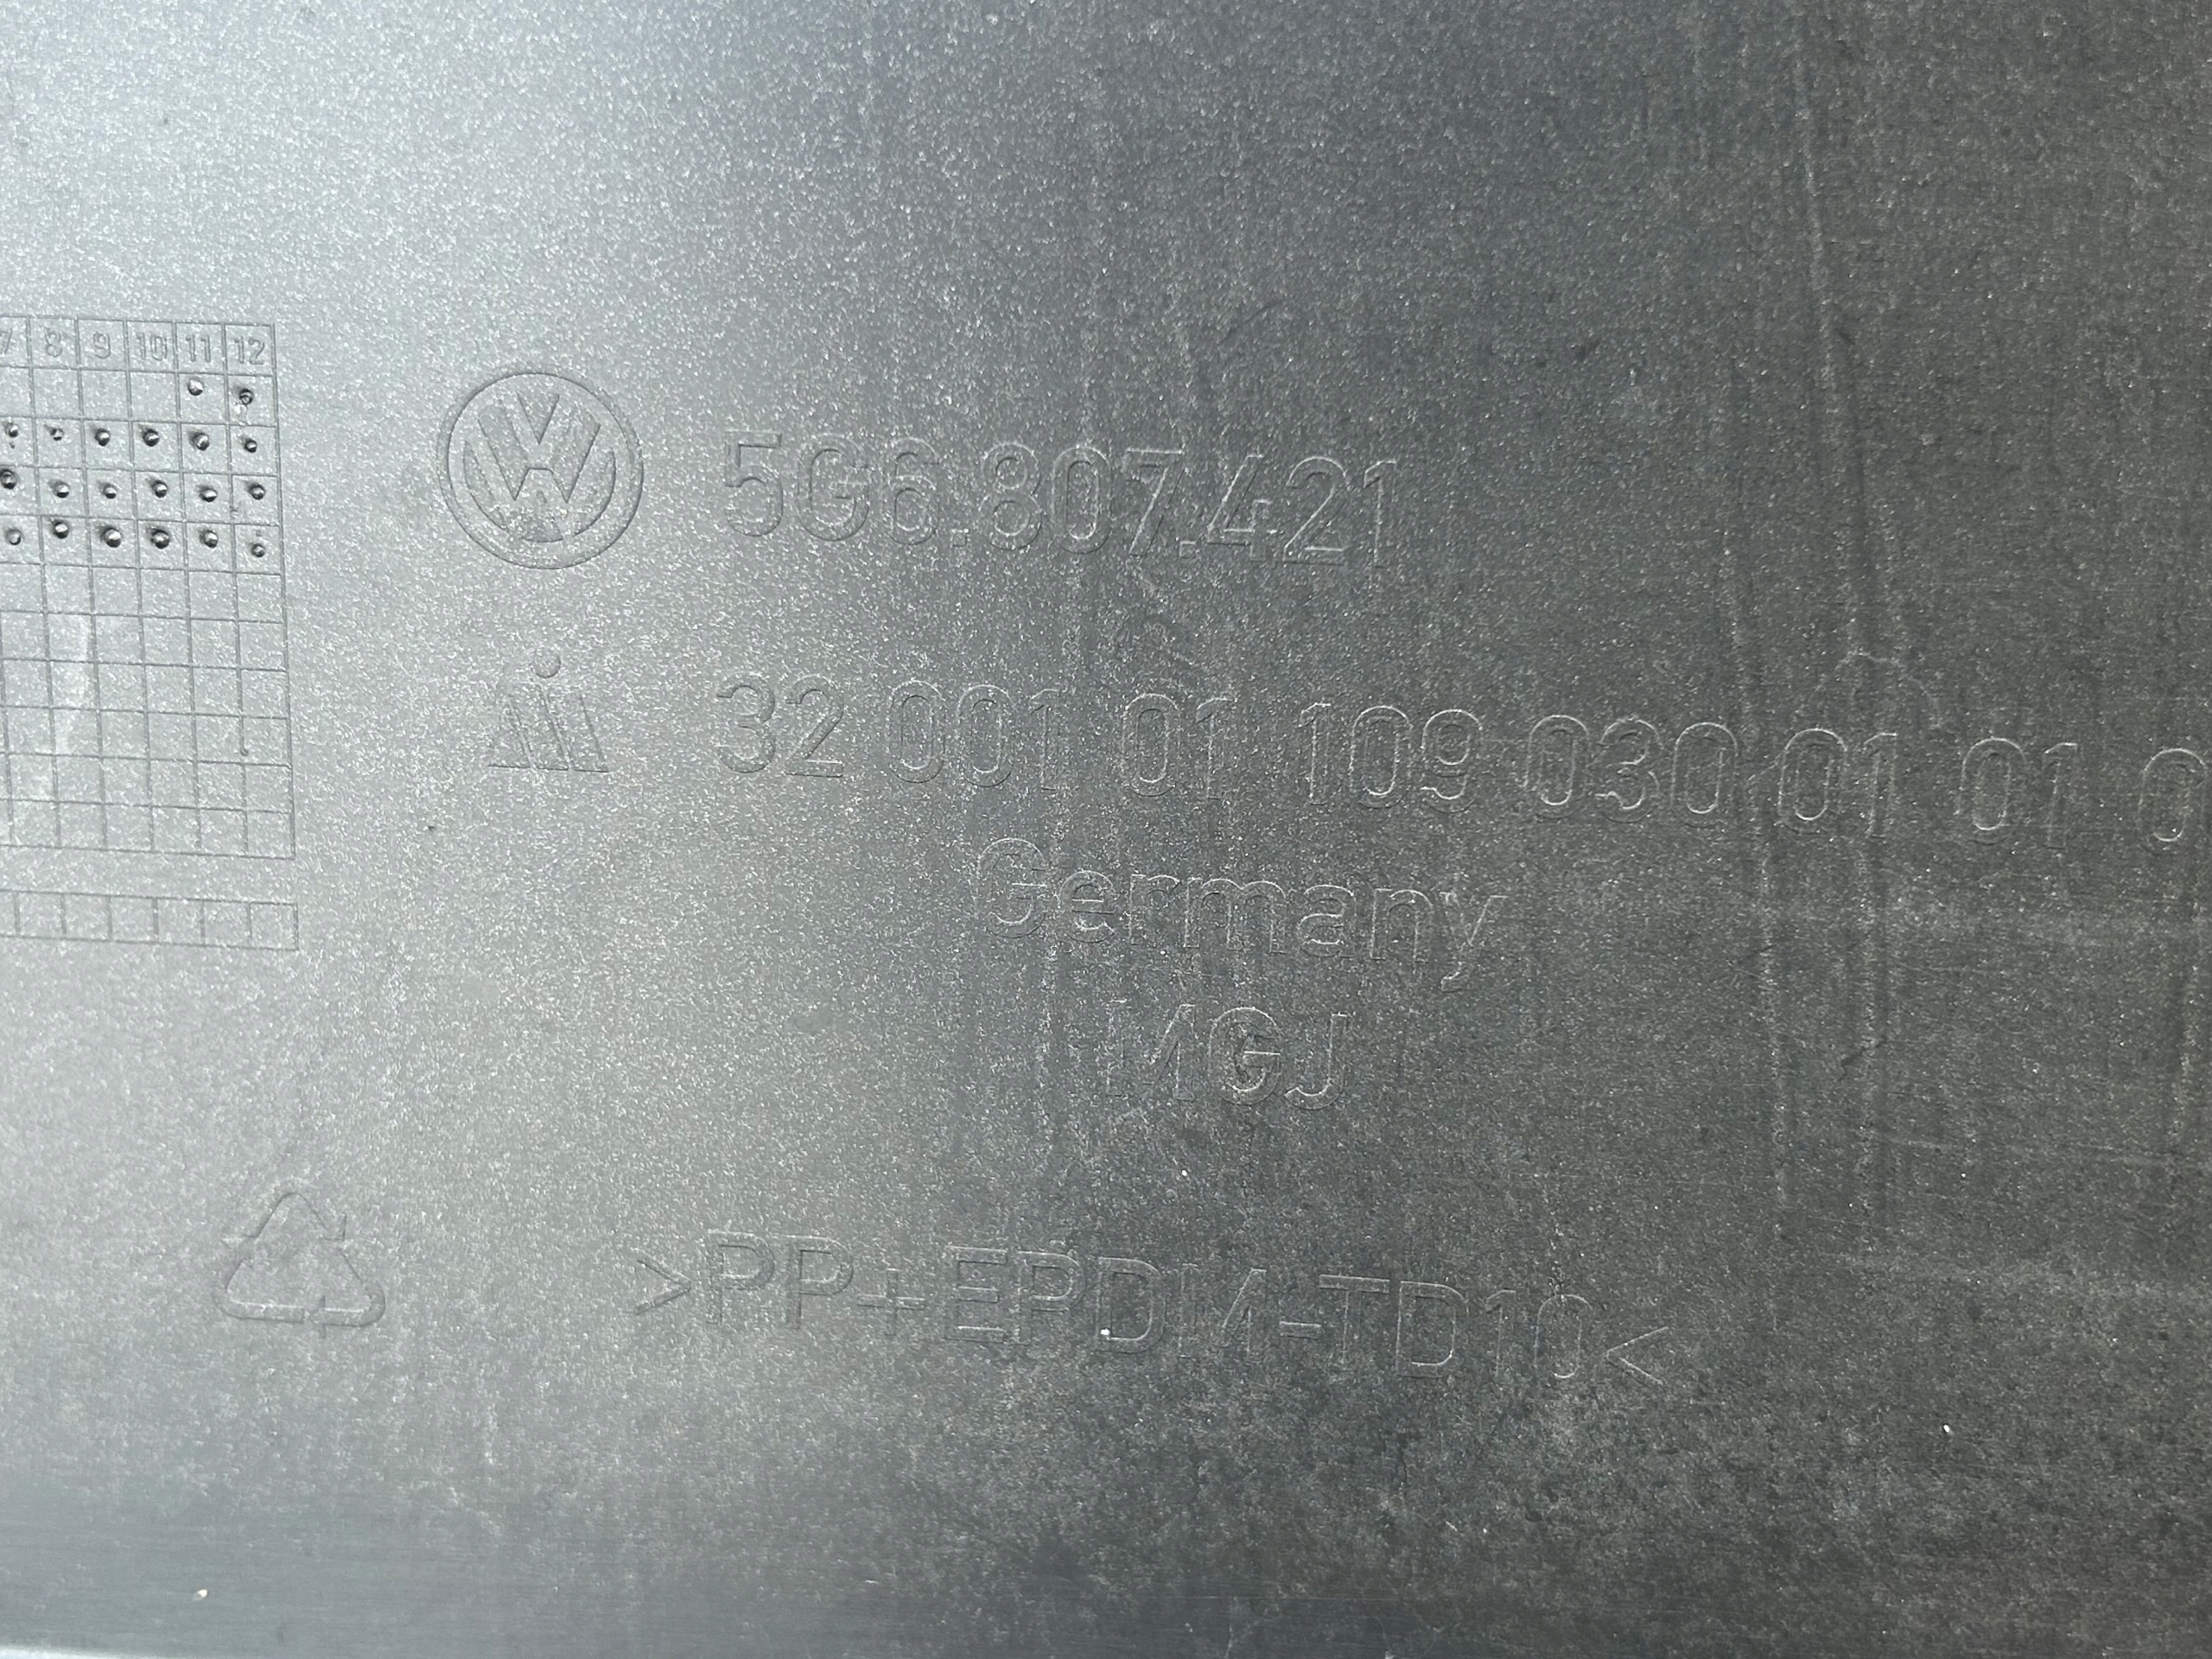 7 8 9 10 11 12
VW 5G6.807.421
32 001 01 109 030 01 01 0
Germany
MGJ
>PP+EPDM-TD10<